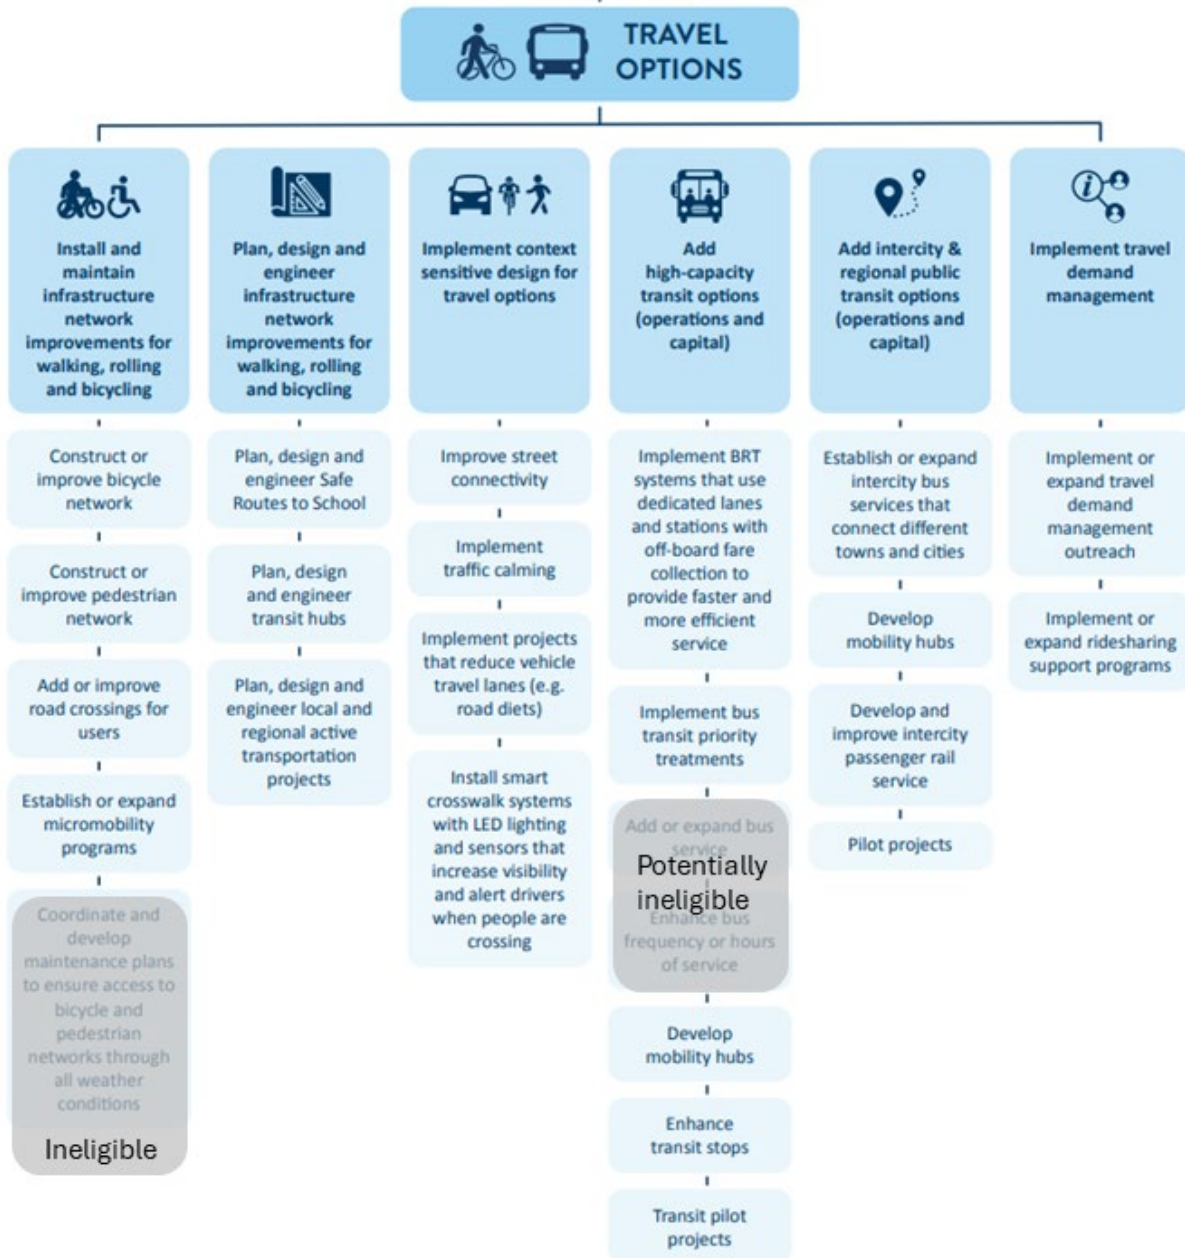 TRAVEL
OPTIONS
Install and
maintain
infrastructure
network
improvements for
walking, rolling
and bicycling
Construct or
improve bicycle
network
Construct or
improve pedestrian
network
Add or improve
road crossings for
users
Establish or expand
micromobility
programs
Coordinate and
develop
maintenance plans
to ensure access to
bicycle and
pedestrian
networks through
all weather
conditions
Ineligible
Plan, design and
engineer
infrastructure
network
improvements for
walking, rolling
and bicycling
Plan, design and
engineer Safe
Routes to School
Plan, design
and engineer
transit hubs
Plan, design and
engineer local and
regional active
transportation
projects
Implement context
sensitive design for
travel options
Improve street
connectivity
Implement
traffic calming
Implement projects
that reduce vehicle
travel lanes (e.g.
road diets)
Install smart
crosswalk systems
with LED lighting
and sensors that
increase visibility
and alert drivers
when people are
crossing
Add
high-capacity
transit options
(operations and
capital)
Implement BRT
systems that use
dedicated lanes
and stations with
off-board fare
collection to
provide faster and
more efficient
service
Implement bus
transit priority
treatments
Add or expand bus
service
Potentially
ineligible
Enhance bus
frequency or hours
of service
Develop
mobility hubs
Enhance
transit stops
Transit pilot
projects
Add intercity &
regional public
transit options
(operations and
capital)
Establish or expand
intercity bus
services that
connect different
towns and cities
Develop
mobility hubs
Develop and
improve intercity
passenger rail
service
Pilot projects
i
Implement travel
demand
management
Implement or
expand travel
demand
management
outreach
Implement or
expand ridesharing
support programs